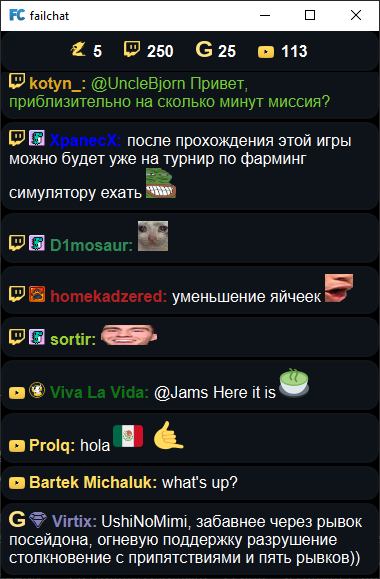 failchat
5 250 G 25 113
kotyn_: @UncleBjorn Привет,
приблизительно на сколько минут миссия?
XpanecX: после прохождения этой игры
можно будет уже на турнир по фарминг
симулятору ехать
D1mosaur:
homekadzered: уменьшение яйчеек
sortir:
Viva La Vida: @Jams Here it is
Prolq: hola
Bartek Michaluk: what's up?
G Virtix: UshiNoMimi, забавнее через рывок
посейдона, огневую поддержку разрушение
столкновение с припятствиями и пять рывков))